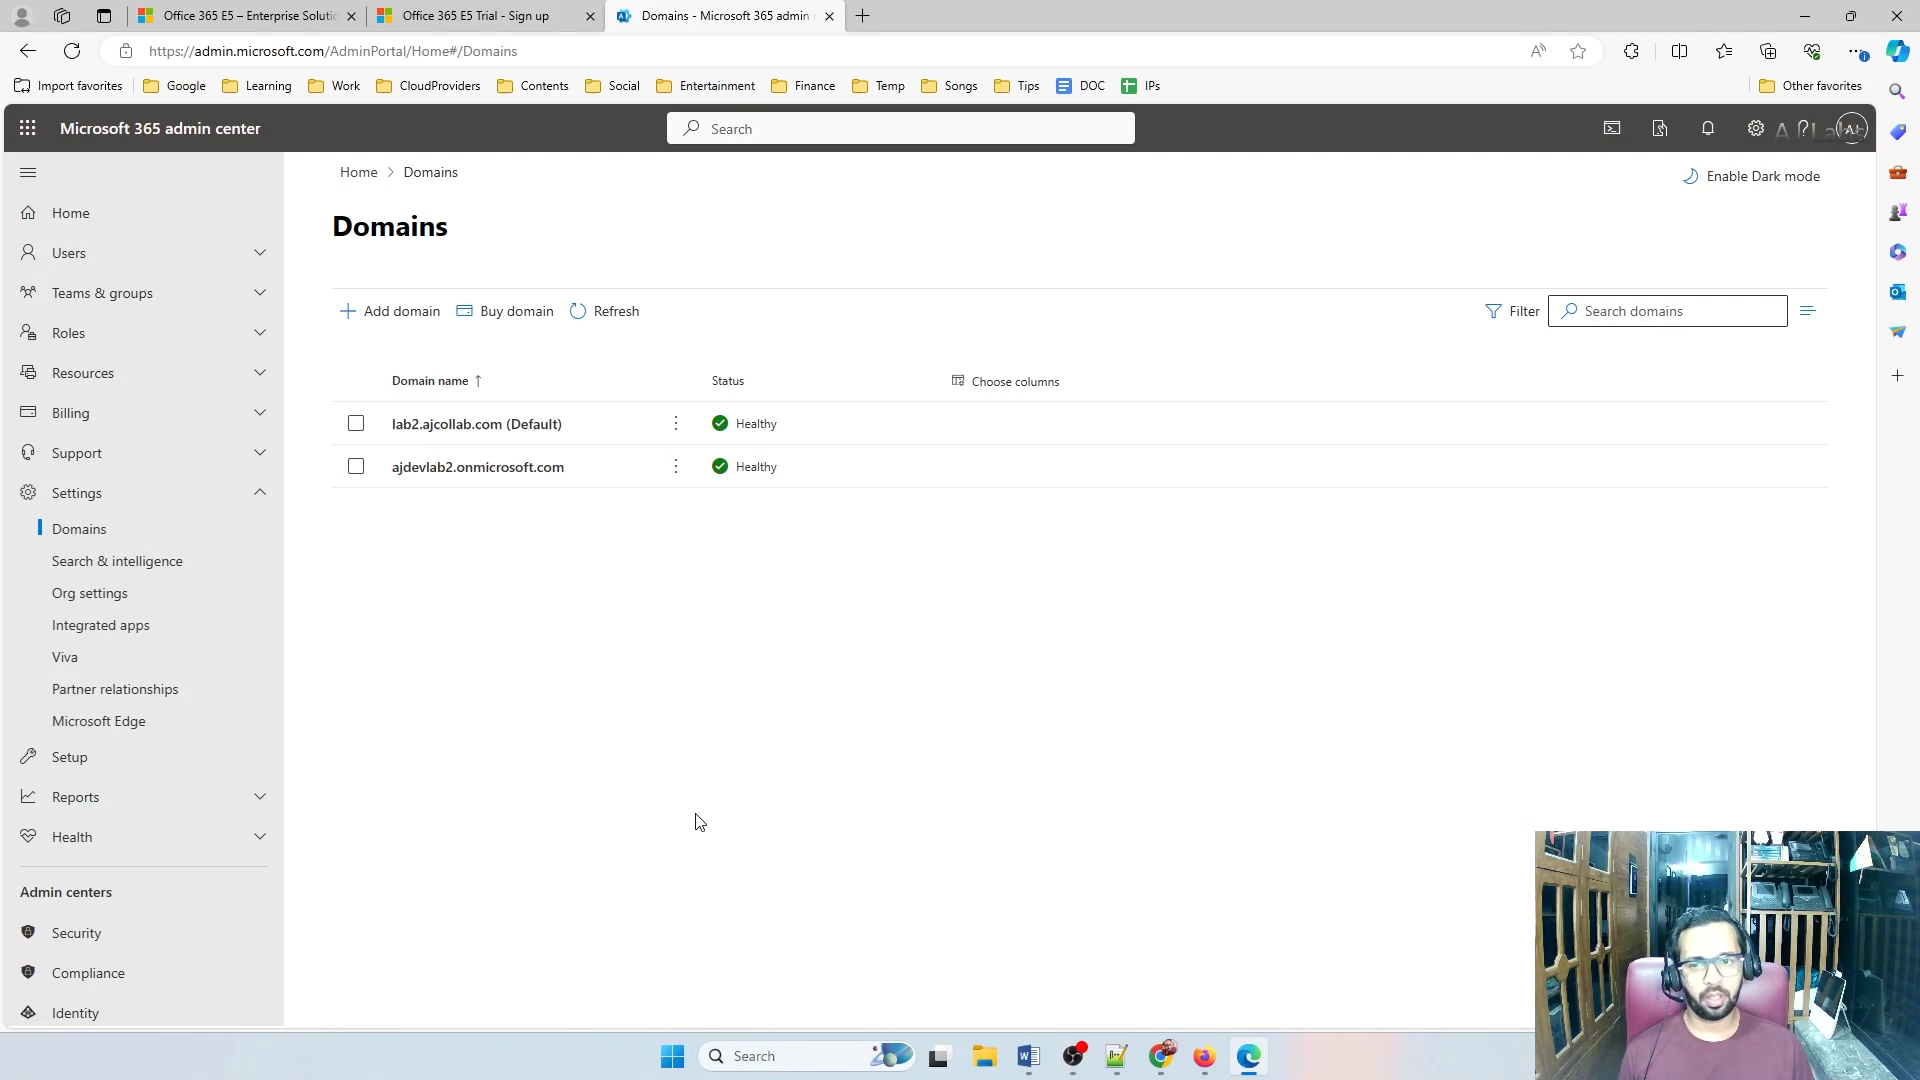 Office 365 E5 – Enterprise Solutic
Office 365 E5 Trial - Sign up
Domains - Microsoft 365 admin
https://admin.microsoft.com/AdminPortal/Home#/Domains
Import favorites
Google
Learning
Work
CloudProviders
Contents
Social
Entertainment
Finance
Temp
Songs
Tips
DOC
IPs
Other favorites
Microsoft 365 admin center
Search
AJ
Home
Users
Teams & groups
Roles
Resources
Billing
Support
Settings
Domains
Search & intelligence
Org settings
Integrated apps
Viva
Partner relationships
Microsoft Edge
Setup
Reports
Health
Admin centers
Security
Compliance
Identity
Home > Domains
Enable Dark mode
Domains
Add domain
Buy domain
Refresh
Filter
Search domains
Domain name ↑
Status
Choose columns
lab2.ajcollab.com (Default)
Healthy
ajdevlab2.onmicrosoft.com
Healthy
Search